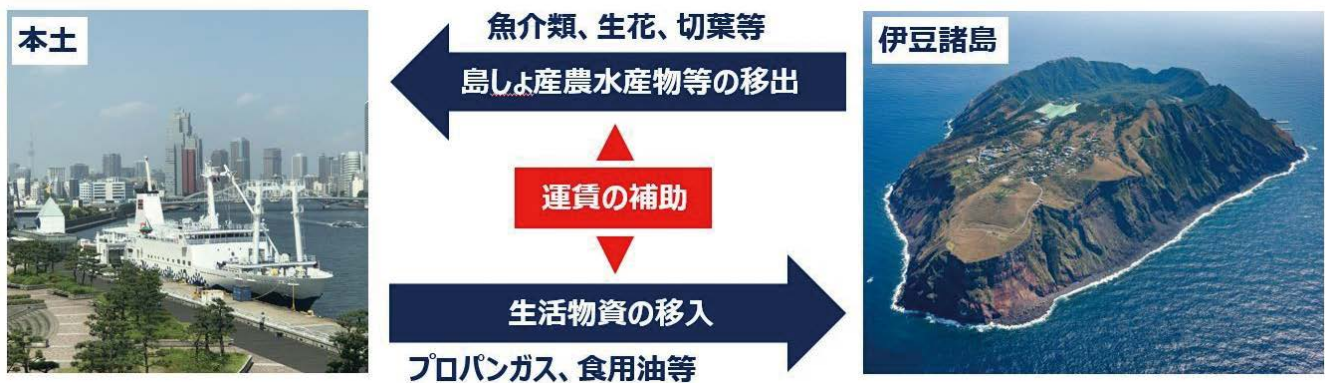 本土
魚介類、生花、切葉等
島しょ産農水産物等の移出
伊豆諸島
運賃の補助
生活物資の移入
プロパンガス、食用油等